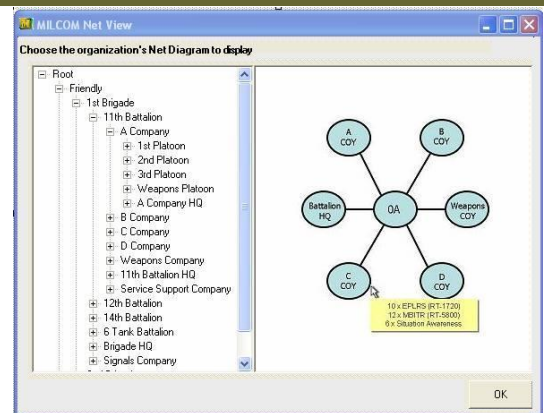 MILCOM Net View
Choose the organization's Net Diagram to display
Root
Friendly
1st Brigade
11th Battalion
A Company
1st Platoon
2nd Platoon
3rd Platoon
Weapons Platoon
A Company HQ
B Company
C Company
D Company
Weapons Company
11th Battalion HQ
Service Support Company
12th Battalion
14th Battalion
6 Tank Battalion
Brigade HQ
Signals Company
A
COY
B
COY
Battalion
HQ
OA
Weapons
COY
C
COY
D
COY
10 x EPLRS (RT-1720)
12 x MBITR (RT-5800)
6 x Situation Awareness
OK